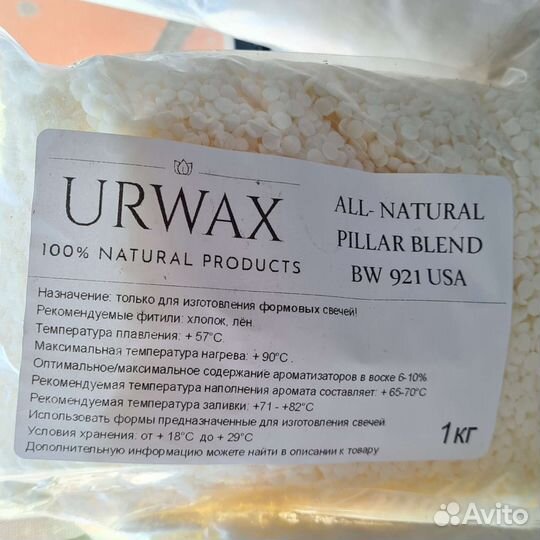 URWAX
100% NATURAL PRODUCTS
ALL- NATURAL
PILLAR BLEND
BW 921 USA
Назначение: только для изготовления формовых свечей!
Рекомендуемые фитили: хлопок, лён
Температура плавления: + 57°С.
Максимальная температура нагрева: + 90°С .
Оптимальное/максимальное содержание ароматизаторов в воске 6-10%
Рекомендуемая температура наполнения аромата составляет: + 65-70°С
Рекомендуемая температура заливки: +71 - +82°С
Использовать формы предназначенные для изготовления свечей.
Условия хранения: от + 18°С до + 29°С
Дополнительную информацию можете найти в описании к товару
1 кг
Avito